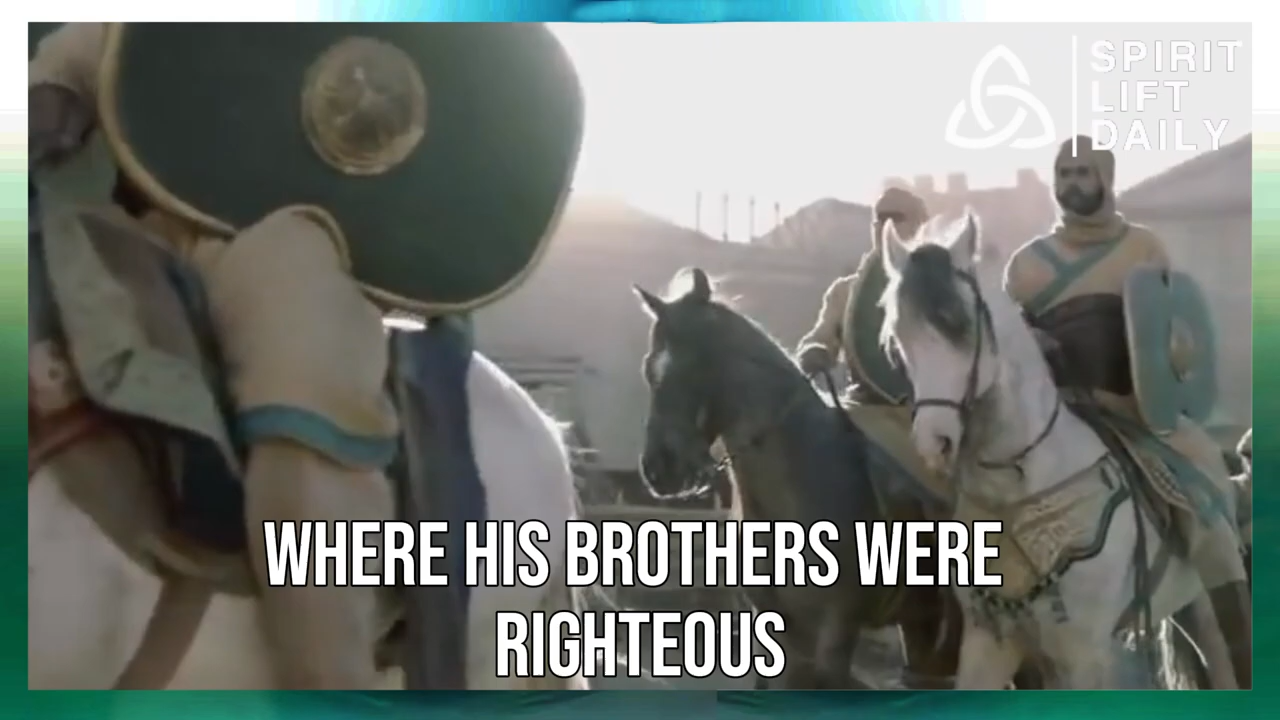 SPIRIT
LIFT
DAILY
WHERE HIS BROTHERS WERE
RIGHTEOUS